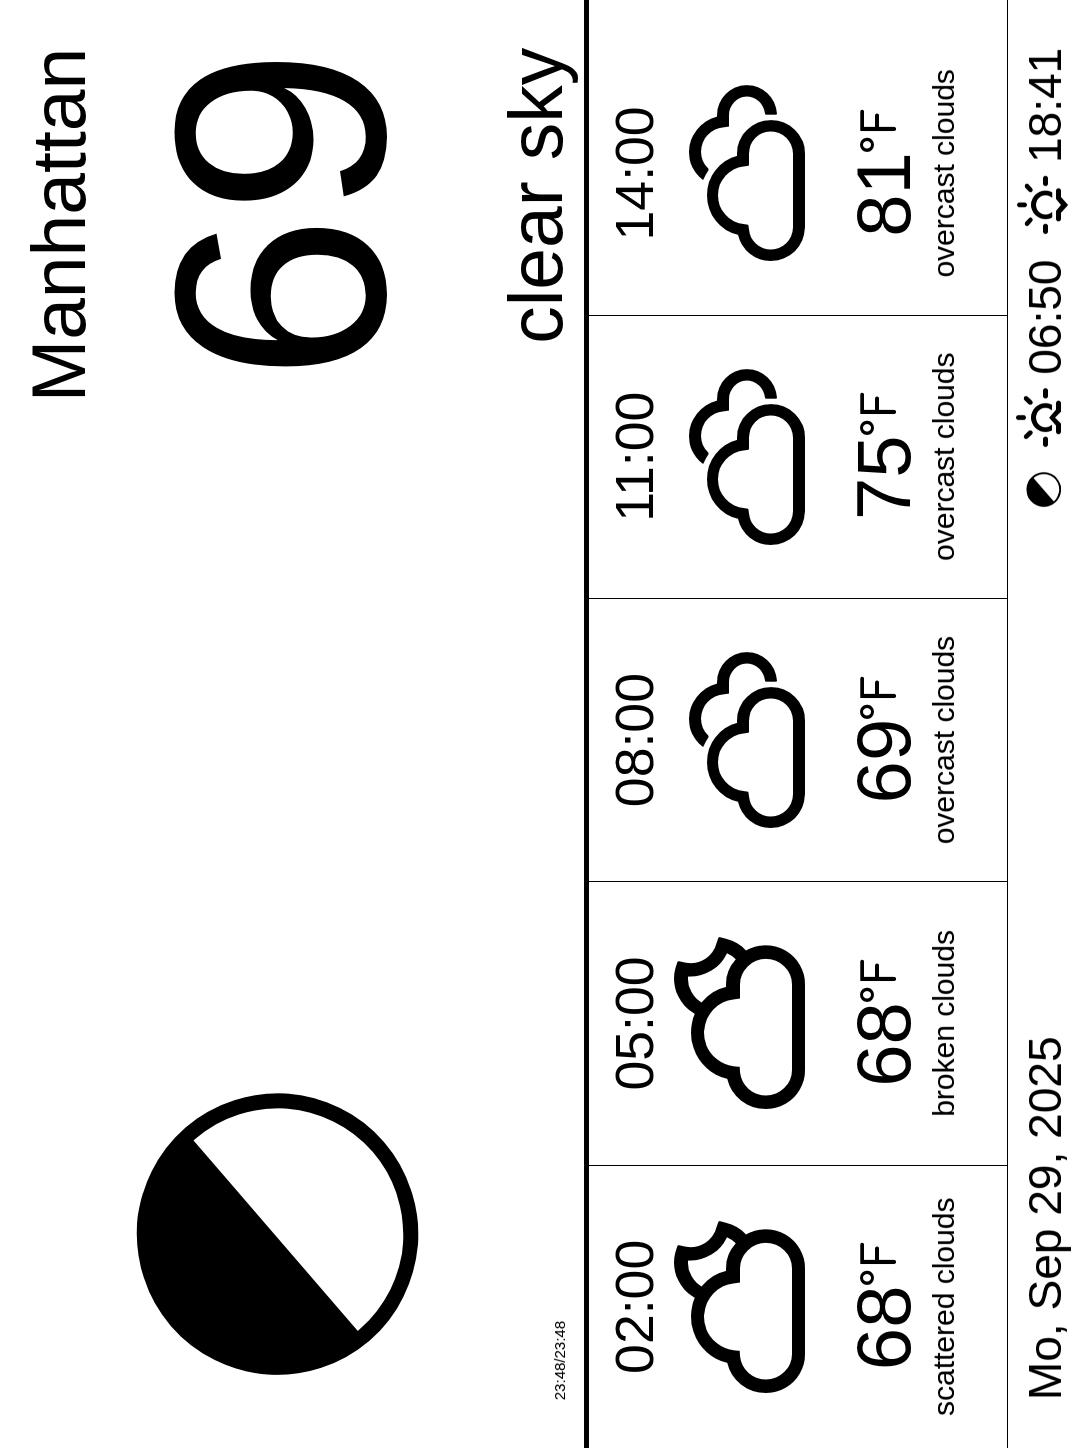 Manhattan
69
clear sky
23:48/23:48
02:00
68°F
scattered clouds
05:00
68°F
broken clouds
08:00
69°F
overcast clouds
11:00
75°F
overcast clouds
14:00
81°F
overcast clouds
Mo, Sep 29, 2025
06:50
18:41